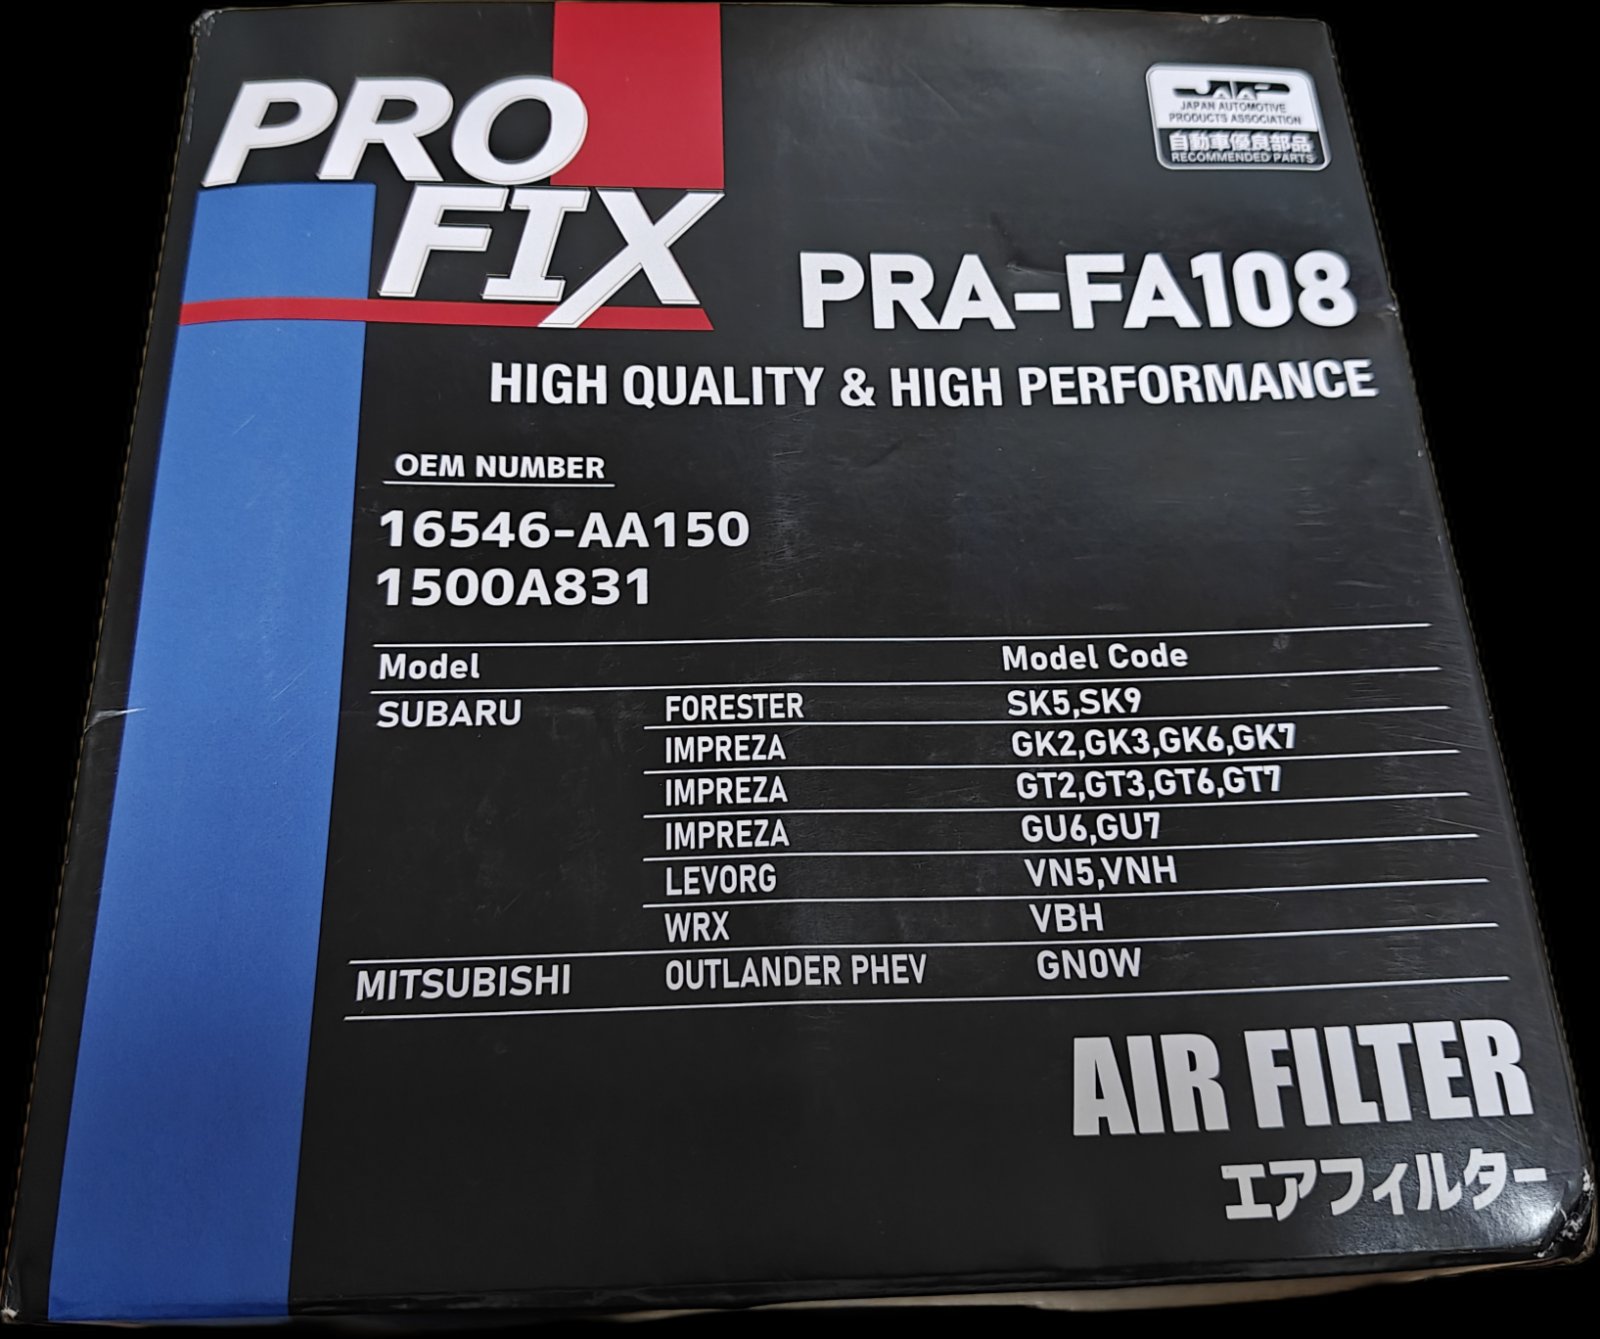 PRO
FIX
JAPA
JAPAN AUTOMOTIVE
PRODUCTS ASSOCIATION
自動車優良部品
RECOMMENDED PARTS
PRA-FA108
HIGH QUALITY & HIGH PERFORMANCE
OEM NUMBER
16546-AA150
1500A831
Model Model Code
SUBARU FORESTER SK5,SK9
IMPREZA GK2,GK3,GK6,GK7
IMPREZA GT2,GT3,GT6,GT7
IMPREZA GU6,GU7
LEVORG VN5,VNH
WRX VBH
MITSUBISHI OUTLANDER PHEV GN0W
AIR FILTER
エアフィルター